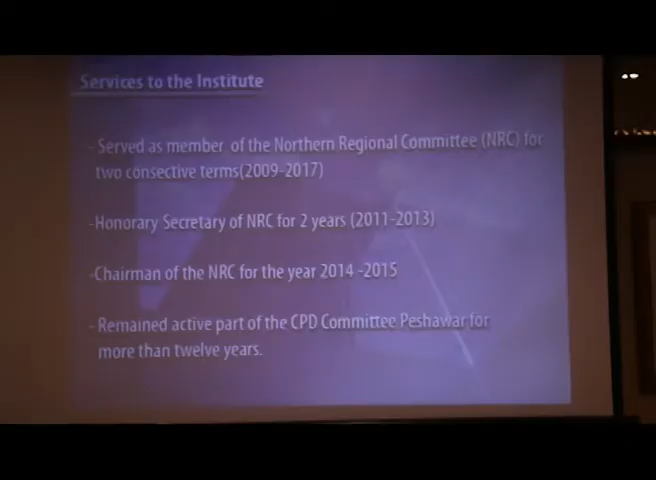 Services to the Institute
- Served as member of the Northern Regional Committee (NRC) for
two consective terms(2009-2017)
-Honorary Secretary of NRC for 2 years (2011-2013)
-Chairman of the NRC for the year 2014 -2015
- Remained active part of the CPD Committee Peshawar for
more than twelve years.